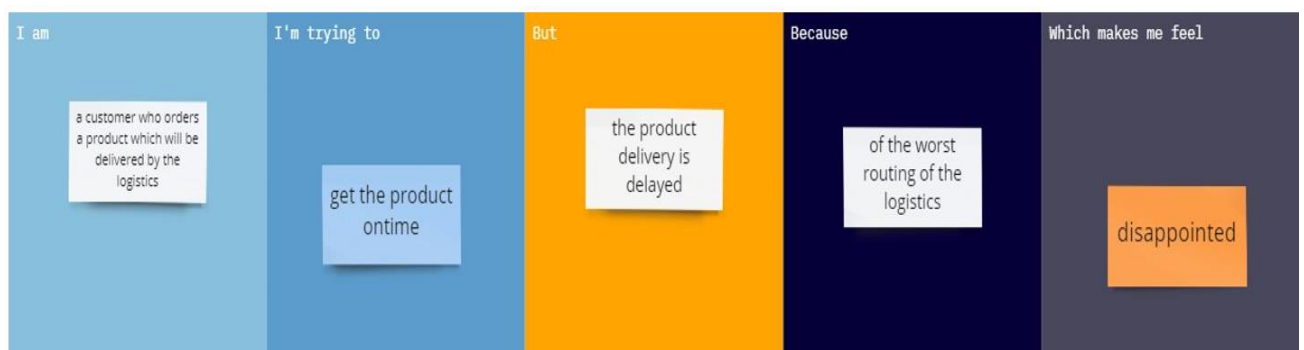 I am
a customer who orders
a product which will be
delivered by the
logistics
I'm trying to
get the product
ontime
But
the product
delivery is
delayed
Because
of the worst
routing of the
logistics
Which makes me feel
disappointed